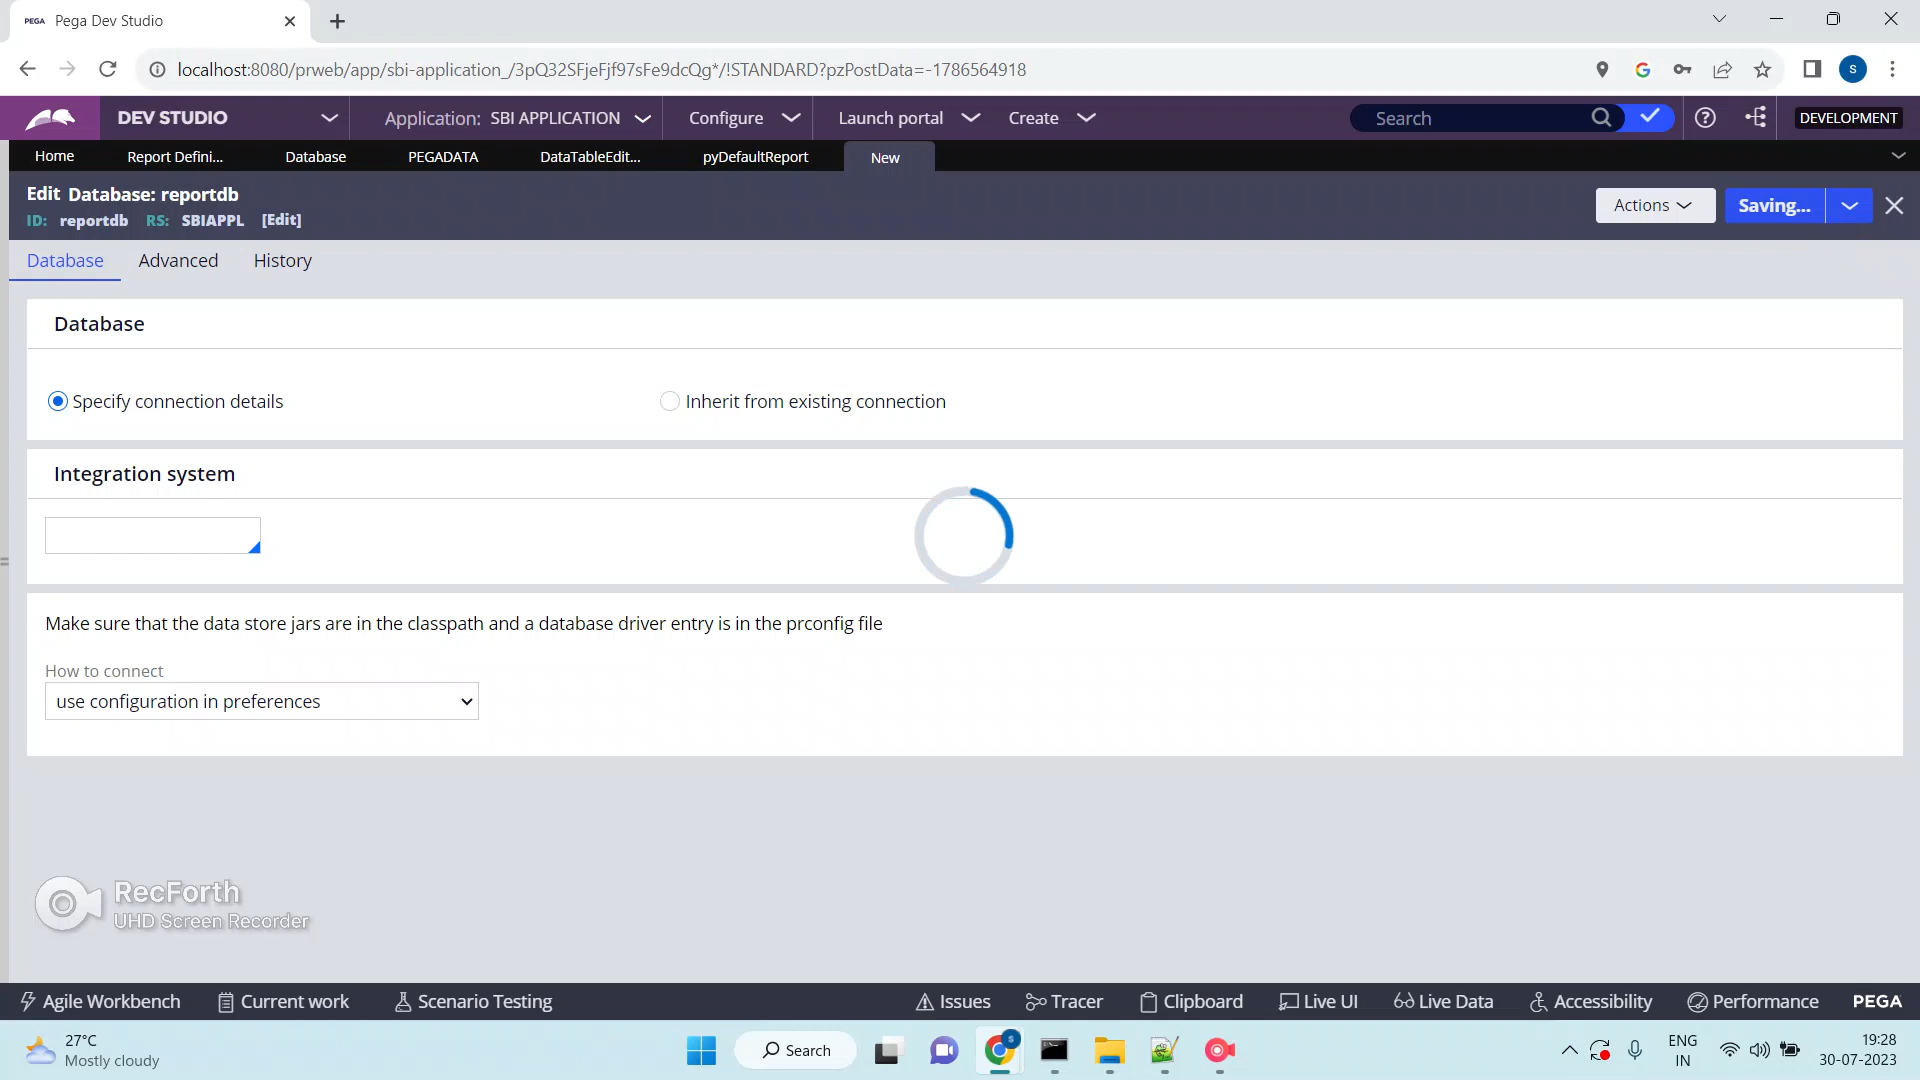 PEGA Pega Dev Studio
localhost:8080/prweb/app/sbi-application_/3pQ32SFjeFjf97sFe9dcQg*/!STANDARD?pzPostData=-1786564918
S
DEV STUDIO Application: SBI APPLICATION Configure Launch portal Create Search DEVELOPMENT
Home Report Defini... Database PEGADATA DataTableEdit... pyDefaultReport New
Edit Database: reportdb
ID: reportdb RS: SBIAPPL [Edit]
Actions Saving...
Database Advanced History
Database
Specify connection details Inherit from existing connection
Integration system
Make sure that the data store jars are in the classpath and a database driver entry is in the prconfig file
How to connect
use configuration in preferences
RecForth
UHD Screen Recorder
Agile Workbench Current work Scenario Testing Issues Tracer Clipboard Live UI Live Data Accessibility Performance PEGA
27°C
Mostly cloudy
Search
ENG
IN
19:28
30-07-2023